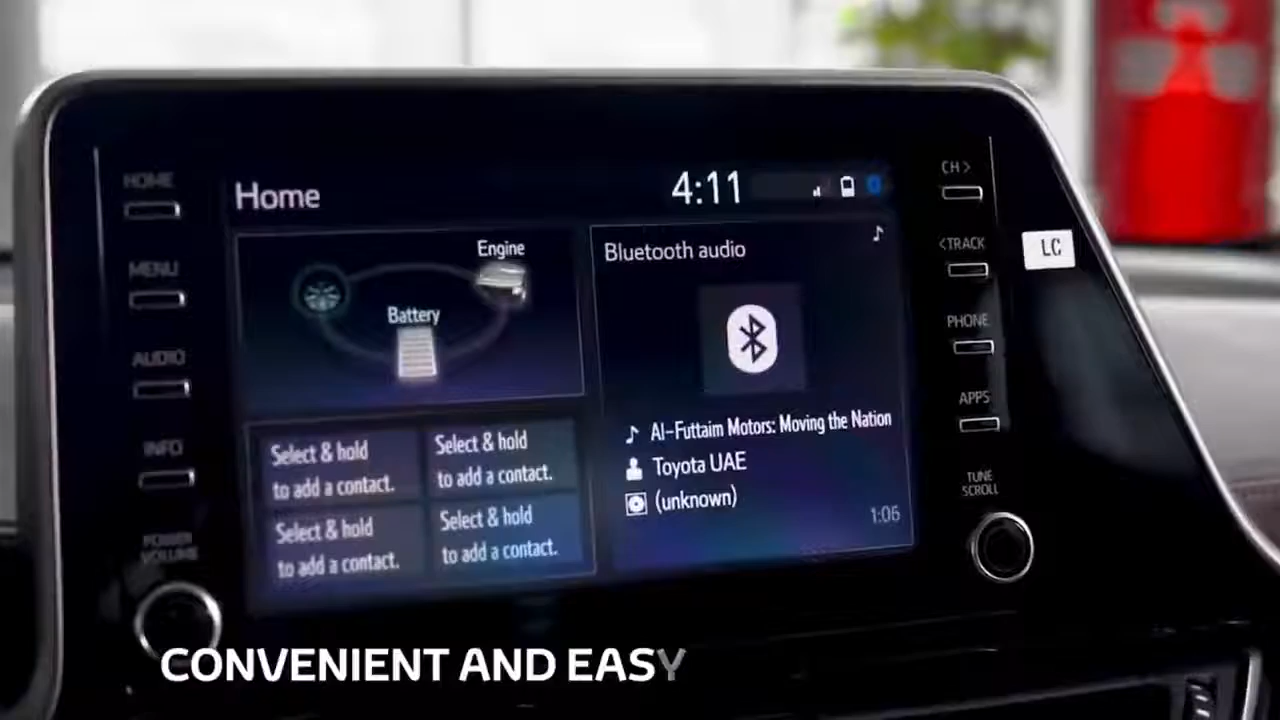 HOME
MENU
AUDIO
INFO
POWER
VOLUME
Home
4:11
Engine
Battery
Select & hold
to add a contact.
Select & hold
to add a contact.
Select & hold
to add a contact.
Select & hold
to add a contact.
Bluetooth audio
Al-Futtaim Motors: Moving the Nation
Toyota UAE
(unknown)
1:06
CH >
< TRACK
PHONE
APPS
TUNE
SCROLL
LC
CONVENIENT AND EASY